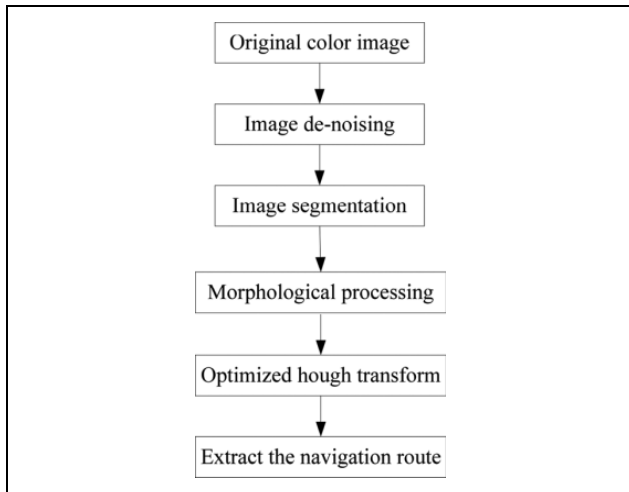 Original color image
Image de-noising
Image segmentation
Morphological processing
Optimized hough transform
Extract the navigation route